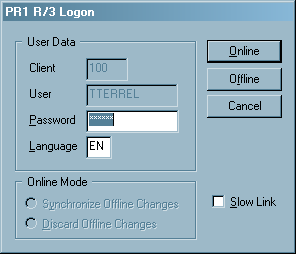 PR1 R/3 Logon
User Data
Client 100
User TTERREL
Password ******
Language EN
Online
Offline
Cancel
Online Mode
Synchronize Offline Changes
Discard Offline Changes
Slow Link